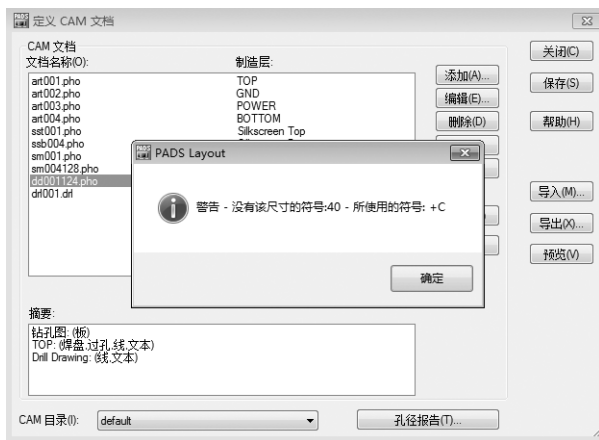 定义 CAM 文档
CAM 文档
文档名称(O):
制造层:
art001.pho TOP
art002.pho GND
art003.pho POWER
art004.pho BOTTOM
sst001.pho Silkscreen Top
ssb004.pho
sm001.pho
sm004128.pho
dd001124.pho
drl001.drl
添加(A)...
编辑(E)...
删除(D)
关闭(C)
保存(S)
帮助(H)
导入(M)...
导出(X)...
预览(V)
PADS Layout
警告 - 没有该尺寸的符号:40 - 所使用的符号: +C
确定
摘要:
钻孔图: (板)
TOP: (焊盘.过孔.线.文本)
Drill Drawing: (线.文本)
CAM 目录(I): default
孔径报告(T)...